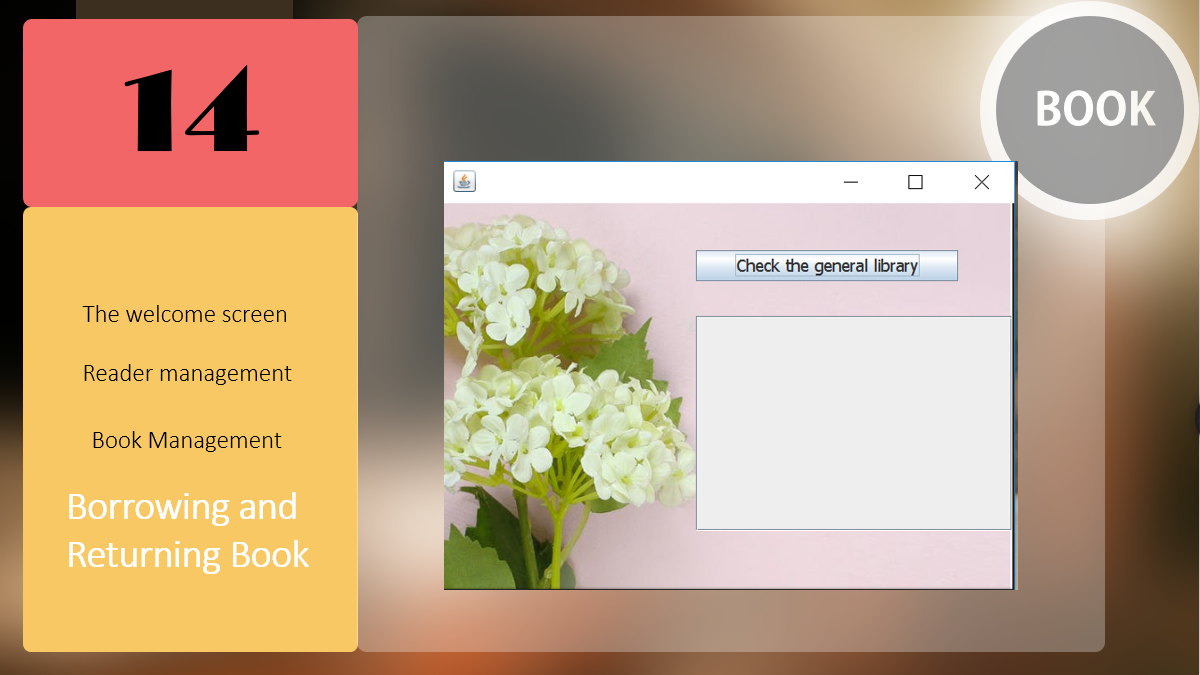 14
BOOK
Check the general library
The welcome screen
Reader management
Book Management
Borrowing and
Returning Book